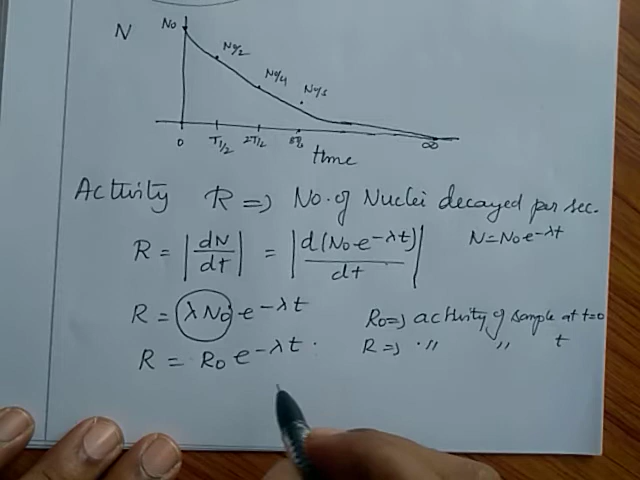 N No
No/2
No/4
No/8
0 T1/2 2T1/2 ∞
time
Activity R => No. of Nuclei decayed per sec.
R = |dN/dt| = |d(No e-λt)/dt| N=No e-λt
R = λNo e-λt Ro => activity of sample at t=0
R = Ro e-λt. R => " " t